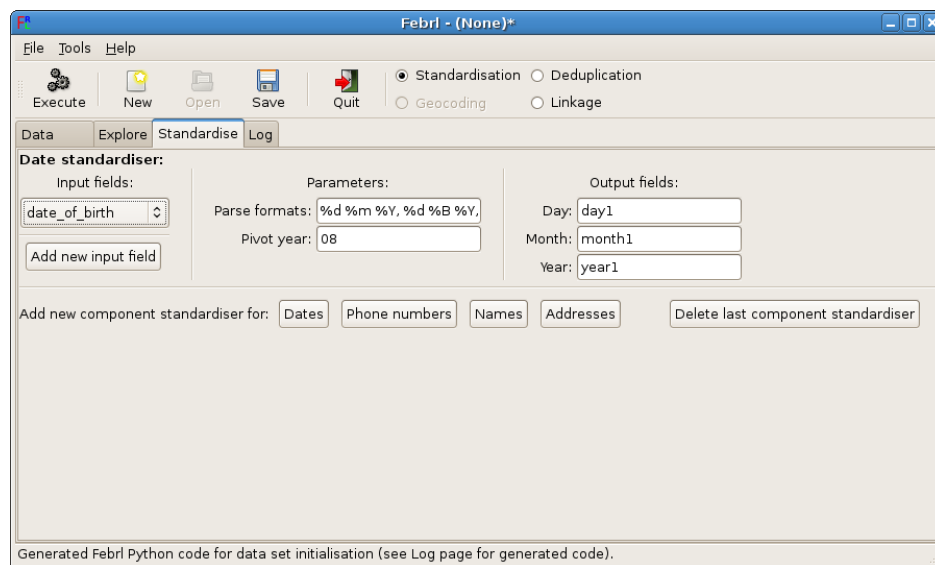 Febrl - (None)*
File Tools Help
Standardisation Deduplication
Execute New Open Save Quit Geocoding Linkage
Data Explore Standardise Log
Date standardiser:
Input fields: Parameters: Output fields:
date_of_birth Parse formats: %d %m %Y, %d %B %Y, Day: day1
Add new input field Pivot year: 08 Month: month1
Year: year1
Add new component standardiser for: Dates Phone numbers Names Addresses Delete last component standardiser
Generated Febrl Python code for data set initialisation (see Log page for generated code).